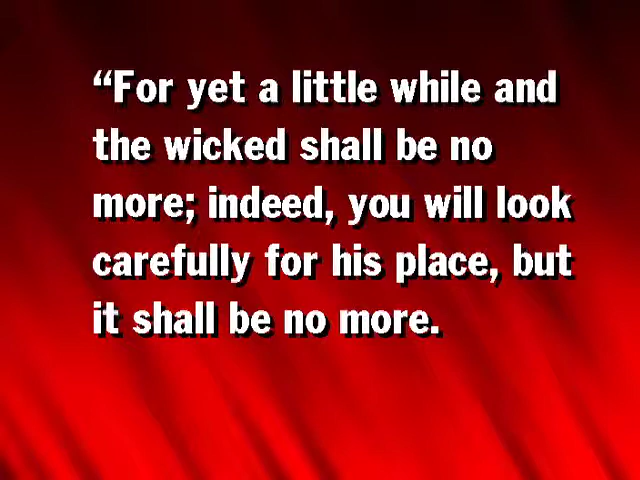 “For yet a little while and
the wicked shall be no
more; indeed, you will look
carefully for his place, but
it shall be no more.